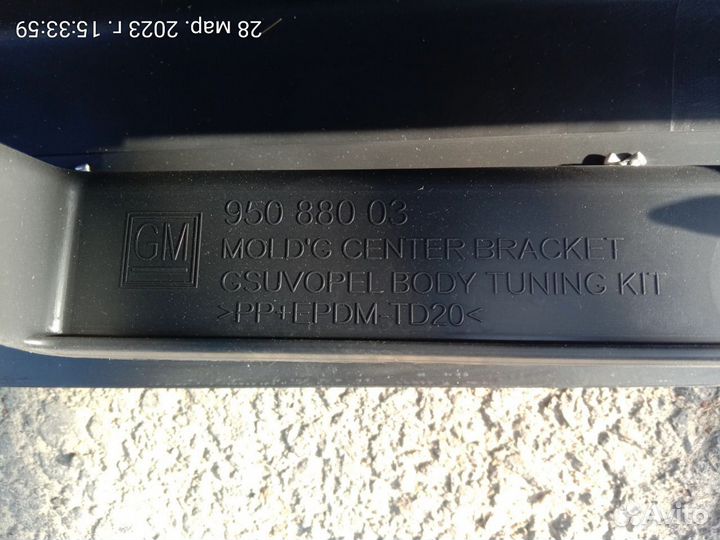 28 мар. 2023 г. 15:33:59
GM
950 880 03
MOLD'G CENTER BRACKET
GSUVOPEL BODY TUNING KIT
>PP+EPDM-TD20<
Avito